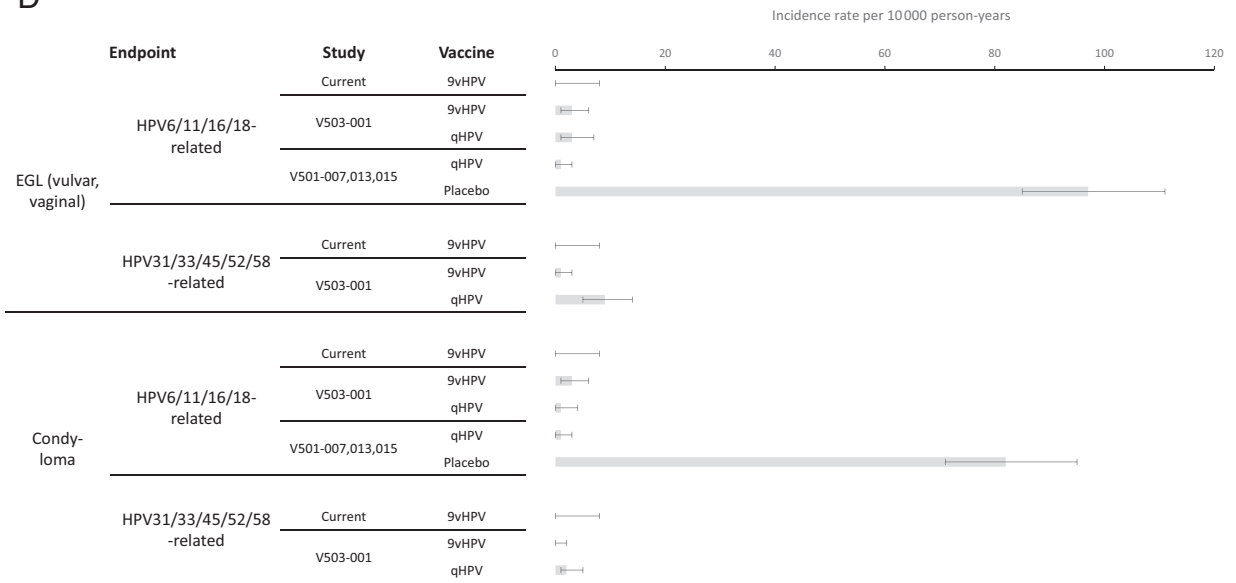 D
Incidence rate per 10 000 person-years
Endpoint Study Vaccine 0 20 40 60 80 100 120
Current 9vHPV
HPV6/11/16/18-
related
V503-001
9vHPV
qHPV
V501-007,013,015
qHPV
Placebo
EGL (vulvar,
vaginal)
HPV31/33/45/52/58
-related
Current 9vHPV
V503-001
9vHPV
qHPV
Condy-
loma
HPV6/11/16/18-
related
Current 9vHPV
V503-001
9vHPV
qHPV
V501-007,013,015
qHPV
Placebo
HPV31/33/45/52/58
-related
Current 9vHPV
V503-001
9vHPV
qHPV